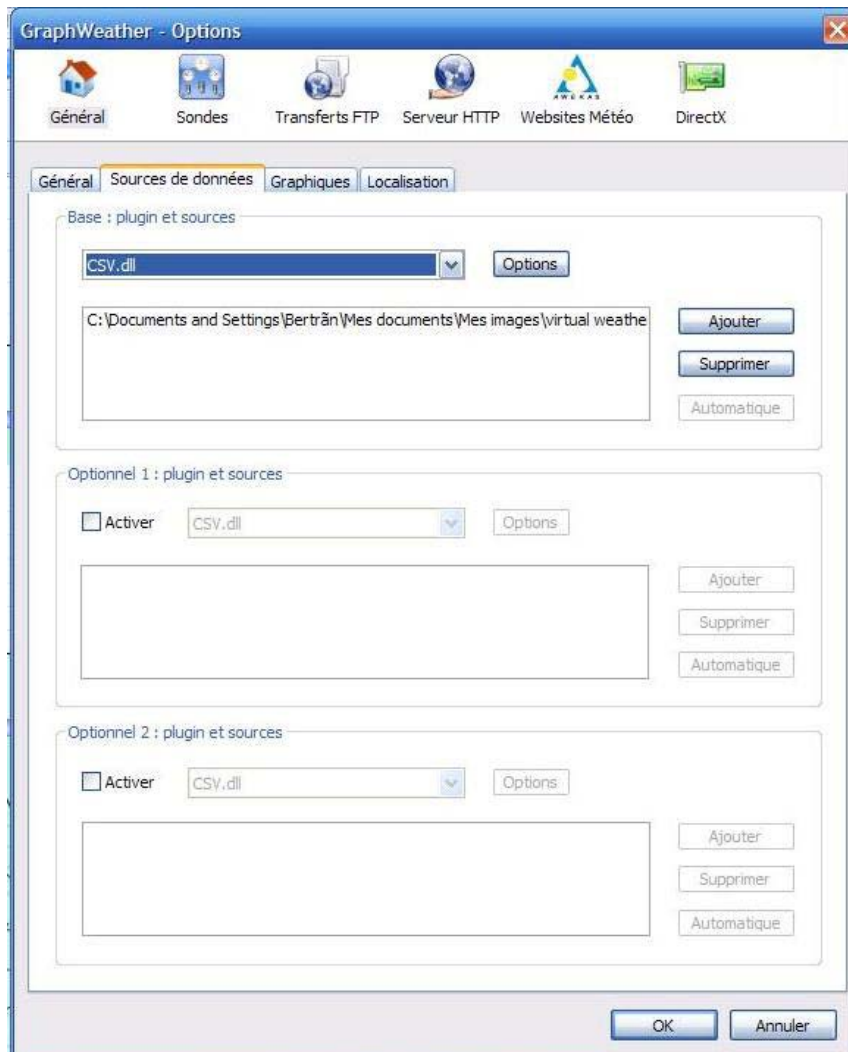 GraphWeather - Options
Général Sondes Transferts FTP Serveur HTTP AWEKAS Websites Météo DirectX
Général Sources de données Graphiques Localisation
Base : plugin et sources
CSV.dll Options
C:\Documents and Settings\Bertrãn\Mes documents\Mes images\virtual weathe Ajouter
Supprimer
Automatique
Optionnel 1 : plugin et sources
Activer CSV.dll Options
Ajouter
Supprimer
Automatique
Optionnel 2 : plugin et sources
Activer CSV.dll Options
Ajouter
Supprimer
Automatique
OK Annuler